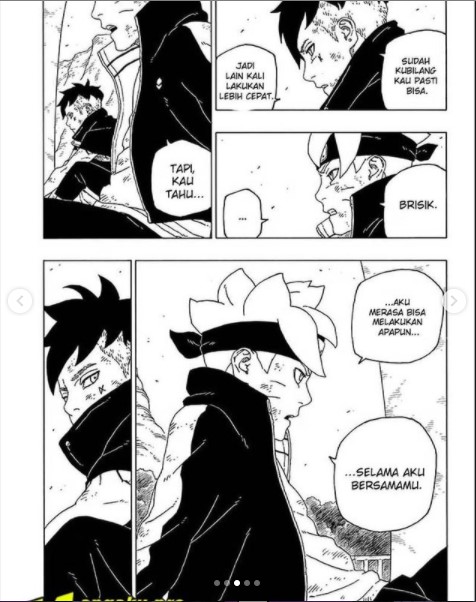 SUDAH
KUBILANG
KAU PASTI
BISA.
JADI
LAIN KALI
LAKUKAN
LEBIH CEPAT.
BRISIK.
...
TAPI,
KAU
TAHU...
...AKU
MERASA BISA
MELAKUKAN
APAPUN...
...SELAMA AKU
BERSAMAMU.